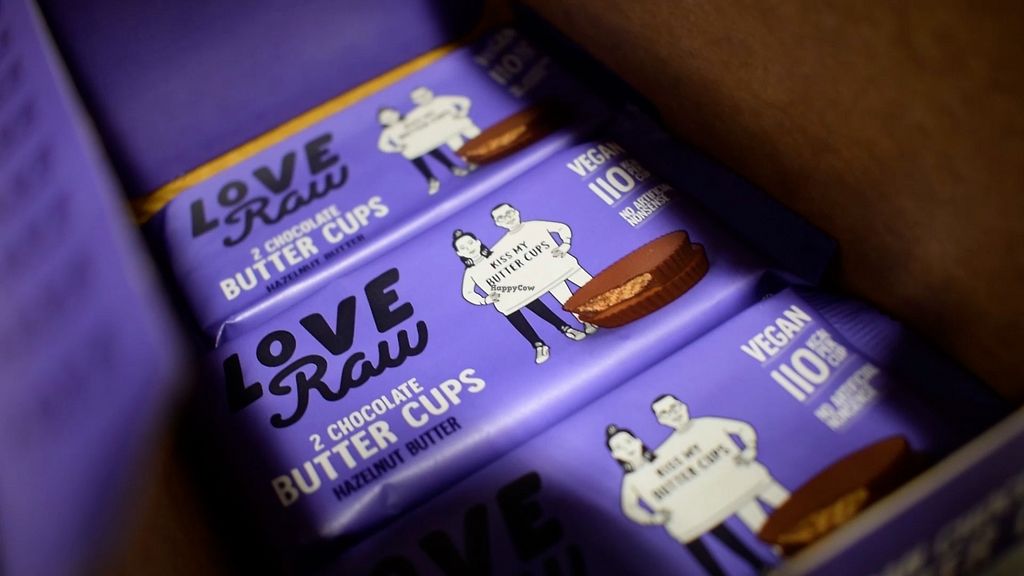 LOVE
Raw
2 CHOCOLATE
BUTTER CUPS
HAZELNUT BUTTER
LOVE
Raw
2 CHOCOLATE
BUTTER CUPS
HAZELNUT BUTTER
KISS MY
BUTTER CUPS
HappyCow
VEGAN
110
NO ARTIFICIAL
NONSENSE
LOVE
KISS MY
BUTTER CUPS
VEGAN
110
NO ARTIFICIAL
NONSENSE